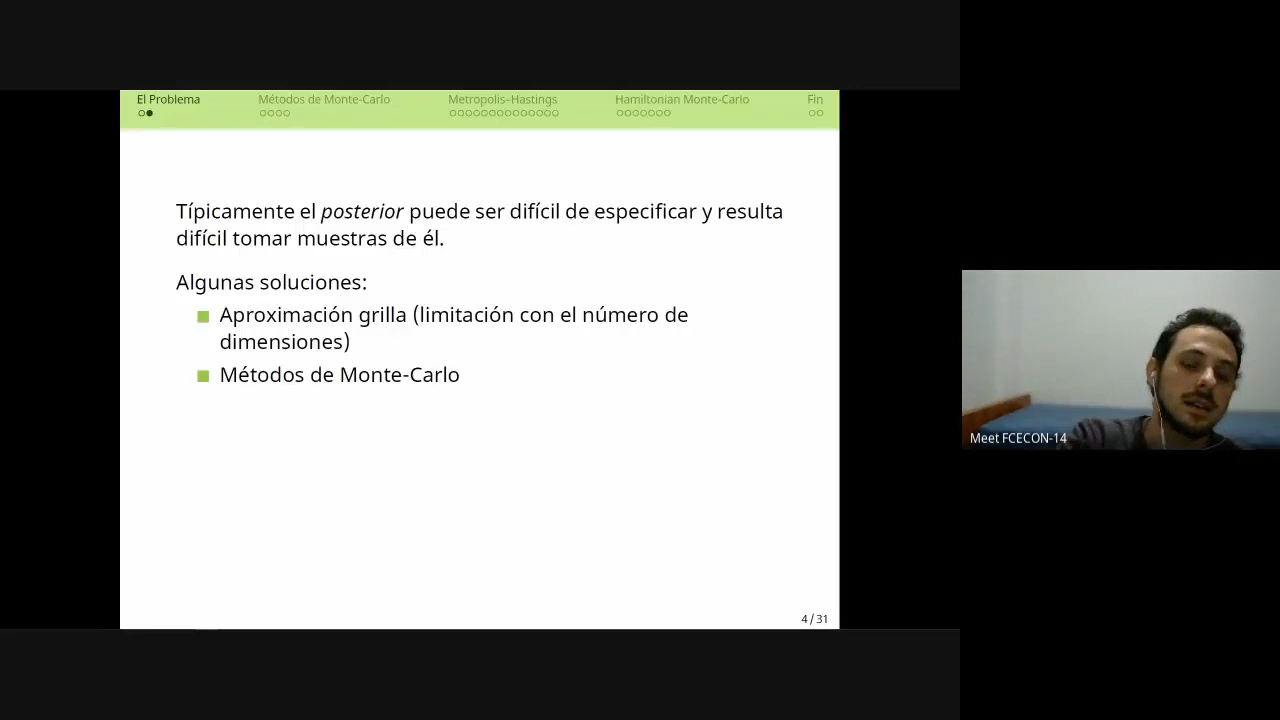 El Problema
Métodos de Monte-Carlo
Metropolis–Hastings
Hamiltonian Monte-Carlo
Fin
Típicamente el posterior puede ser difícil de especificar y resulta
difícil tomar muestras de él.
Algunas soluciones:
Aproximación grilla (limitación con el número de
dimensiones)
Métodos de Monte-Carlo
4 / 31
Meet FCECON-14